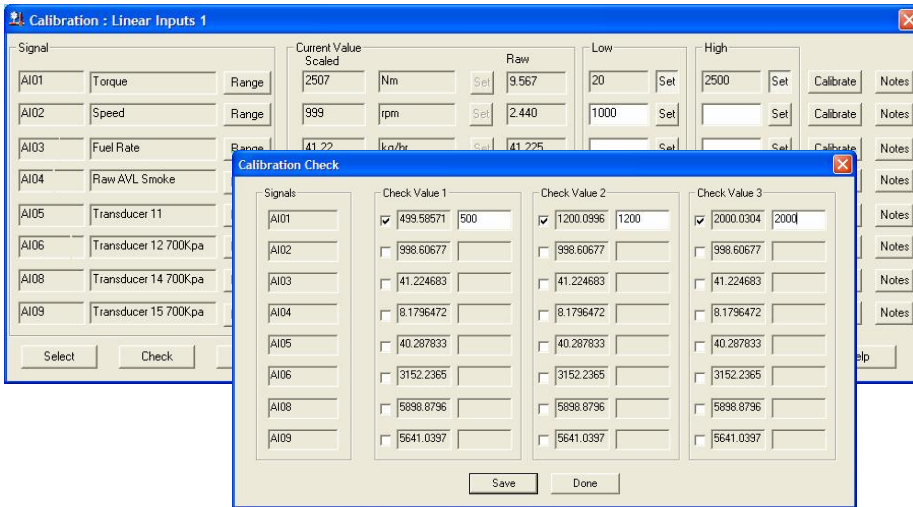 Calibration : Linear Inputs 1
Signal Current Value Low High
Scaled Raw
AI01 Torque Range 2507 Nm Set 9.567 20 Set 2500 Set Calibrate Notes
AI02 Speed Range 999 rpm Set 2.440 1000 Set Set Calibrate Notes
AI03 Fuel Rate Range 41.22 kg/hr Set 41.225 Set Set Calibrate Notes
AI04 Raw AVL Smoke Notes
AI05 Transducer 11 Notes
AI06 Transducer 12 700Kpa Notes
AI08 Transducer 14 700Kpa Notes
AI09 Transducer 15 700Kpa Notes
Select Check
Calibration Check
Signals Check Value 1 Check Value 2 Check Value 3
AI01 499.58571 500 1200.0996 1200 2000.0304 2000
AI02 998.60677 998.60677 998.60677
AI03 41.224683 41.224683 41.224683
AI04 8.1796472 8.1796472 8.1796472
AI05 40.287833 40.287833 40.287833
AI06 3152.2365 3152.2365 3152.2365
AI08 5898.8796 5898.8796 5898.8796
AI09 5641.0397 5641.0397 5641.0397
Save Done